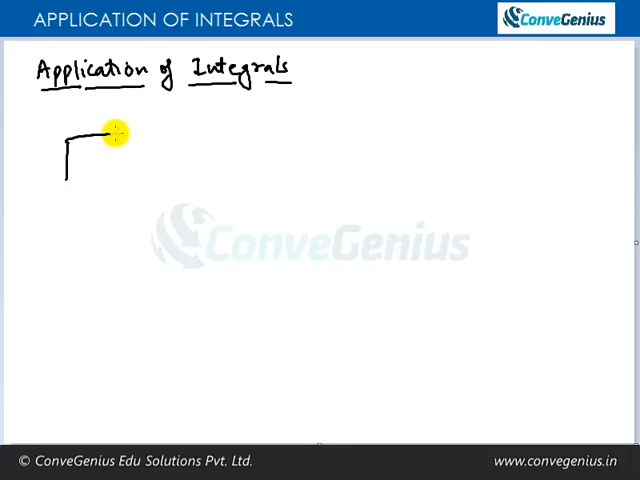 APPLICATION OF INTEGRALS
ConveGenius
Application of Integrals
ConveGenius
© ConveGenius Edu Solutions Pvt. Ltd.
www.convegenius.in